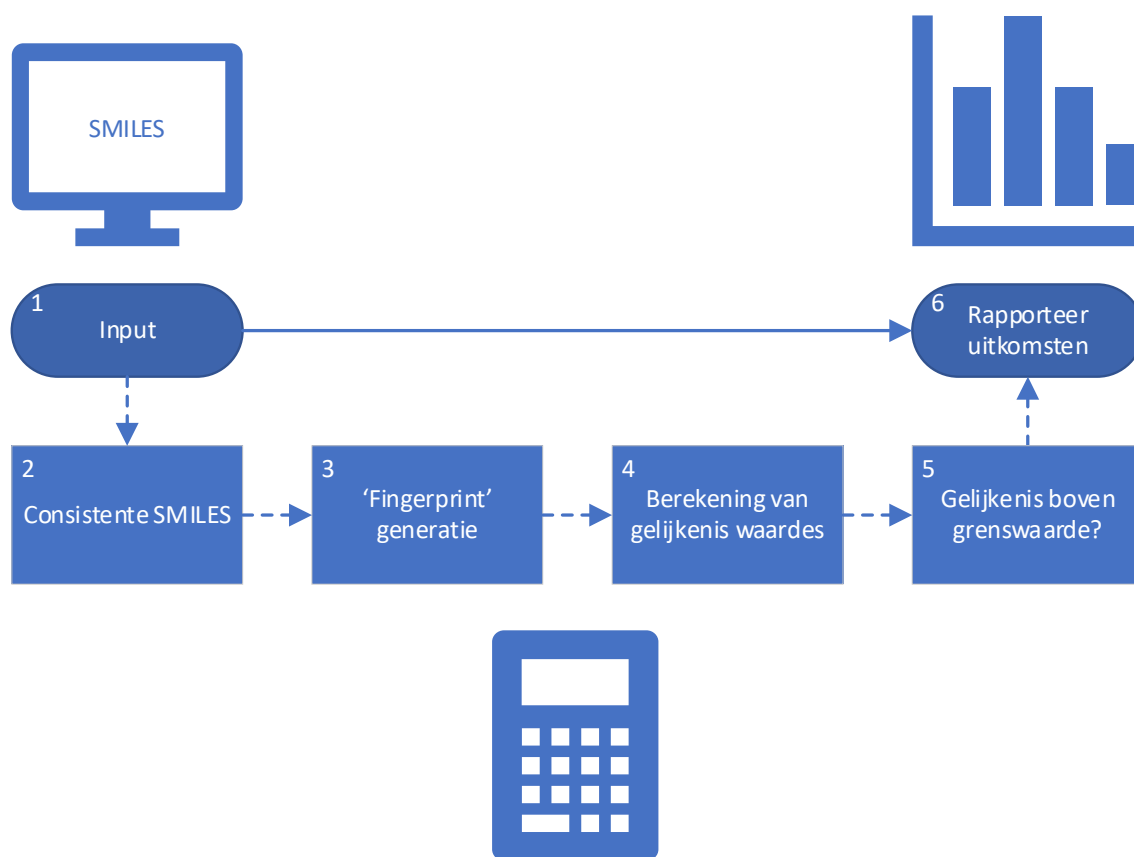 SMILES
1
Input
6
Rapporteer
uitkomsten
2
Consistente SMILES
3
‘Fingerprint’
generatie
4
Berekening van
gelijkenis waardes
5
Gelijkenis boven
grenswaarde?